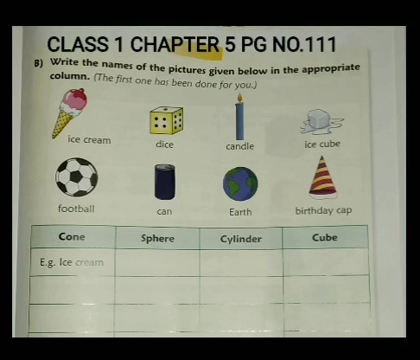 CLASS 1 CHAPTER 5 PG NO.111
B) Write the names of the pictures given below in the appropriate
column. (The first one has been done for you.)
ice cream dice candle ice cube
football can Earth birthday cap
Cone Sphere Cylinder Cube
E.g. Ice cream